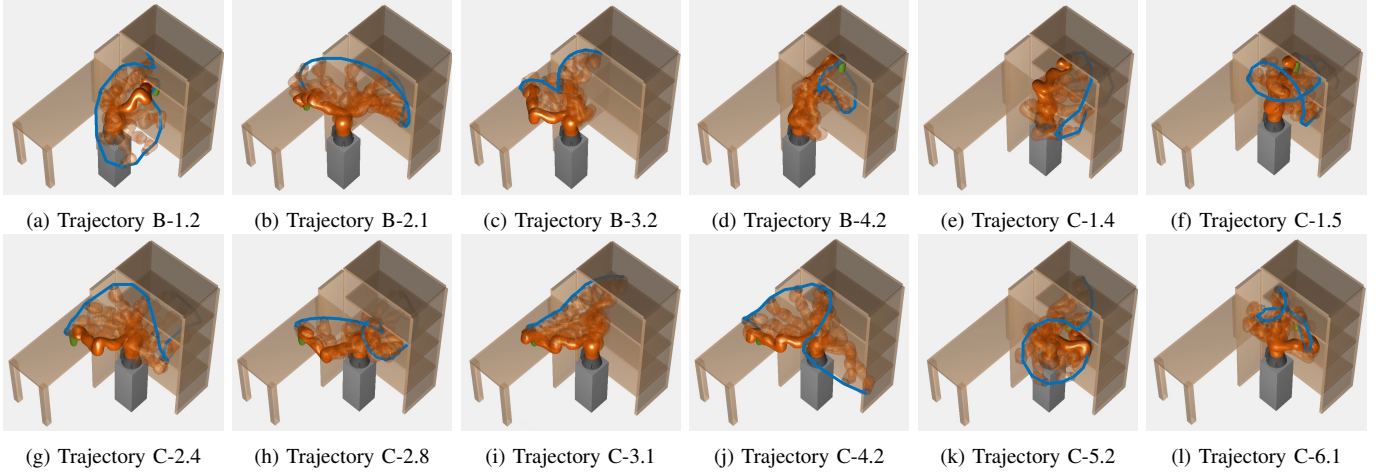 (a) Trajectory B-1.2
(b) Trajectory B-2.1
(c) Trajectory B-3.2
(d) Trajectory B-4.2
(e) Trajectory C-1.4
(f) Trajectory C-1.5
(g) Trajectory C-2.4
(h) Trajectory C-2.8
(i) Trajectory C-3.1
(j) Trajectory C-4.2
(k) Trajectory C-5.2
(l) Trajectory C-6.1